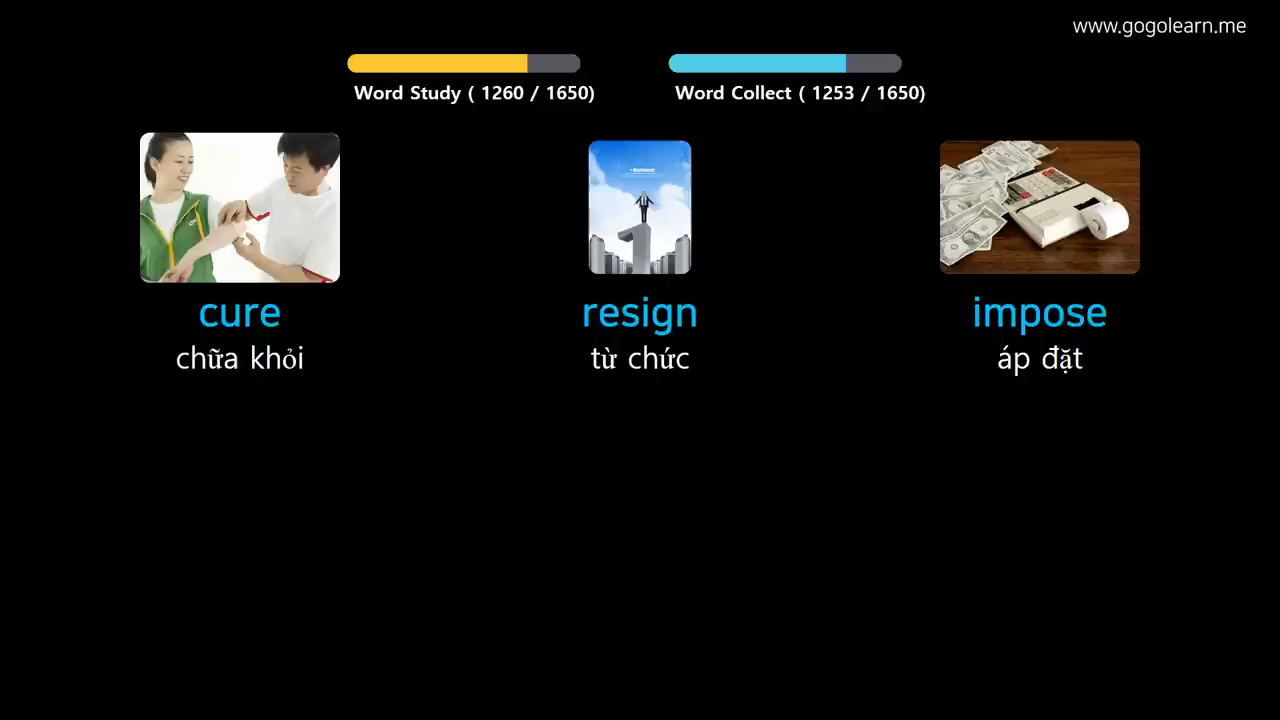 www.gogolearn.me
Word Study ( 1260 / 1650)
Word Collect ( 1253 / 1650)
cure
resign
impose
chữa khỏi
từ chức
áp đặt